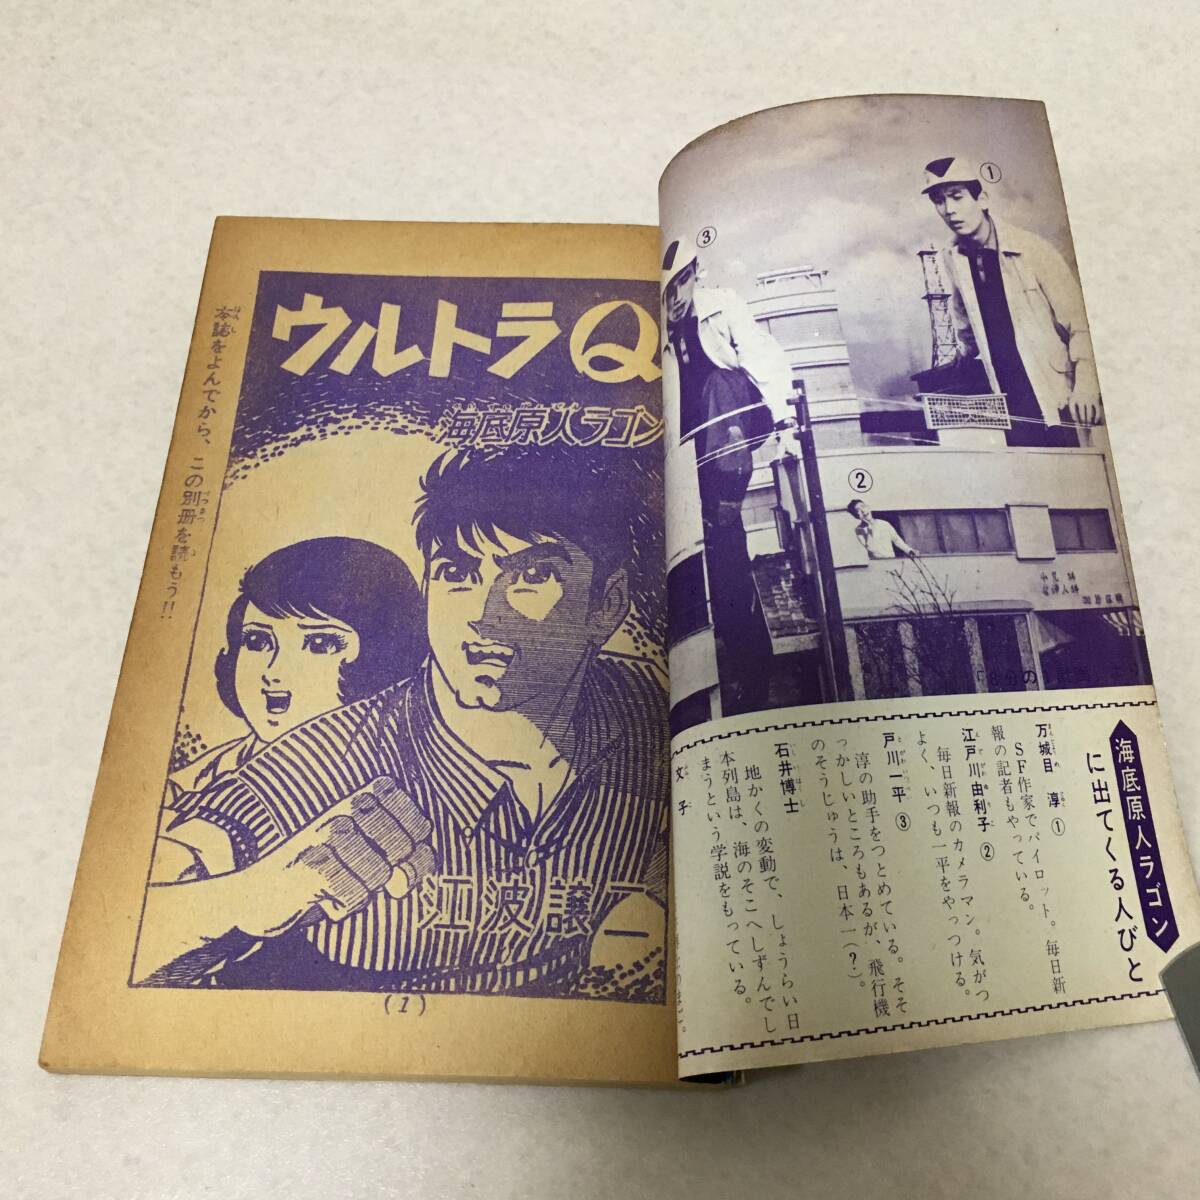 本誌をよんでから、この別冊を読もう!!
ウルトラQ
海底原人ラゴン
江波譲二
(1)
①
③
②
海底原人ラゴン
に出てくる人びと
万城目 淳①
SF作家でパイロット。毎日新
報の記者もやっている。
江戸川由利子②
毎日新報のカメラマン。気がつ
よく、いつも一平をやっつける。
戸川一平③
淳の助手をつとめている。そそ
っかしいところもあるが、飛行機
のそうじゅうは、日本一(?)。
石井博士
地かくの変動で、しょうらい日
本列島は、海のそこへしずんでし
まうという学説をもっている。
文子